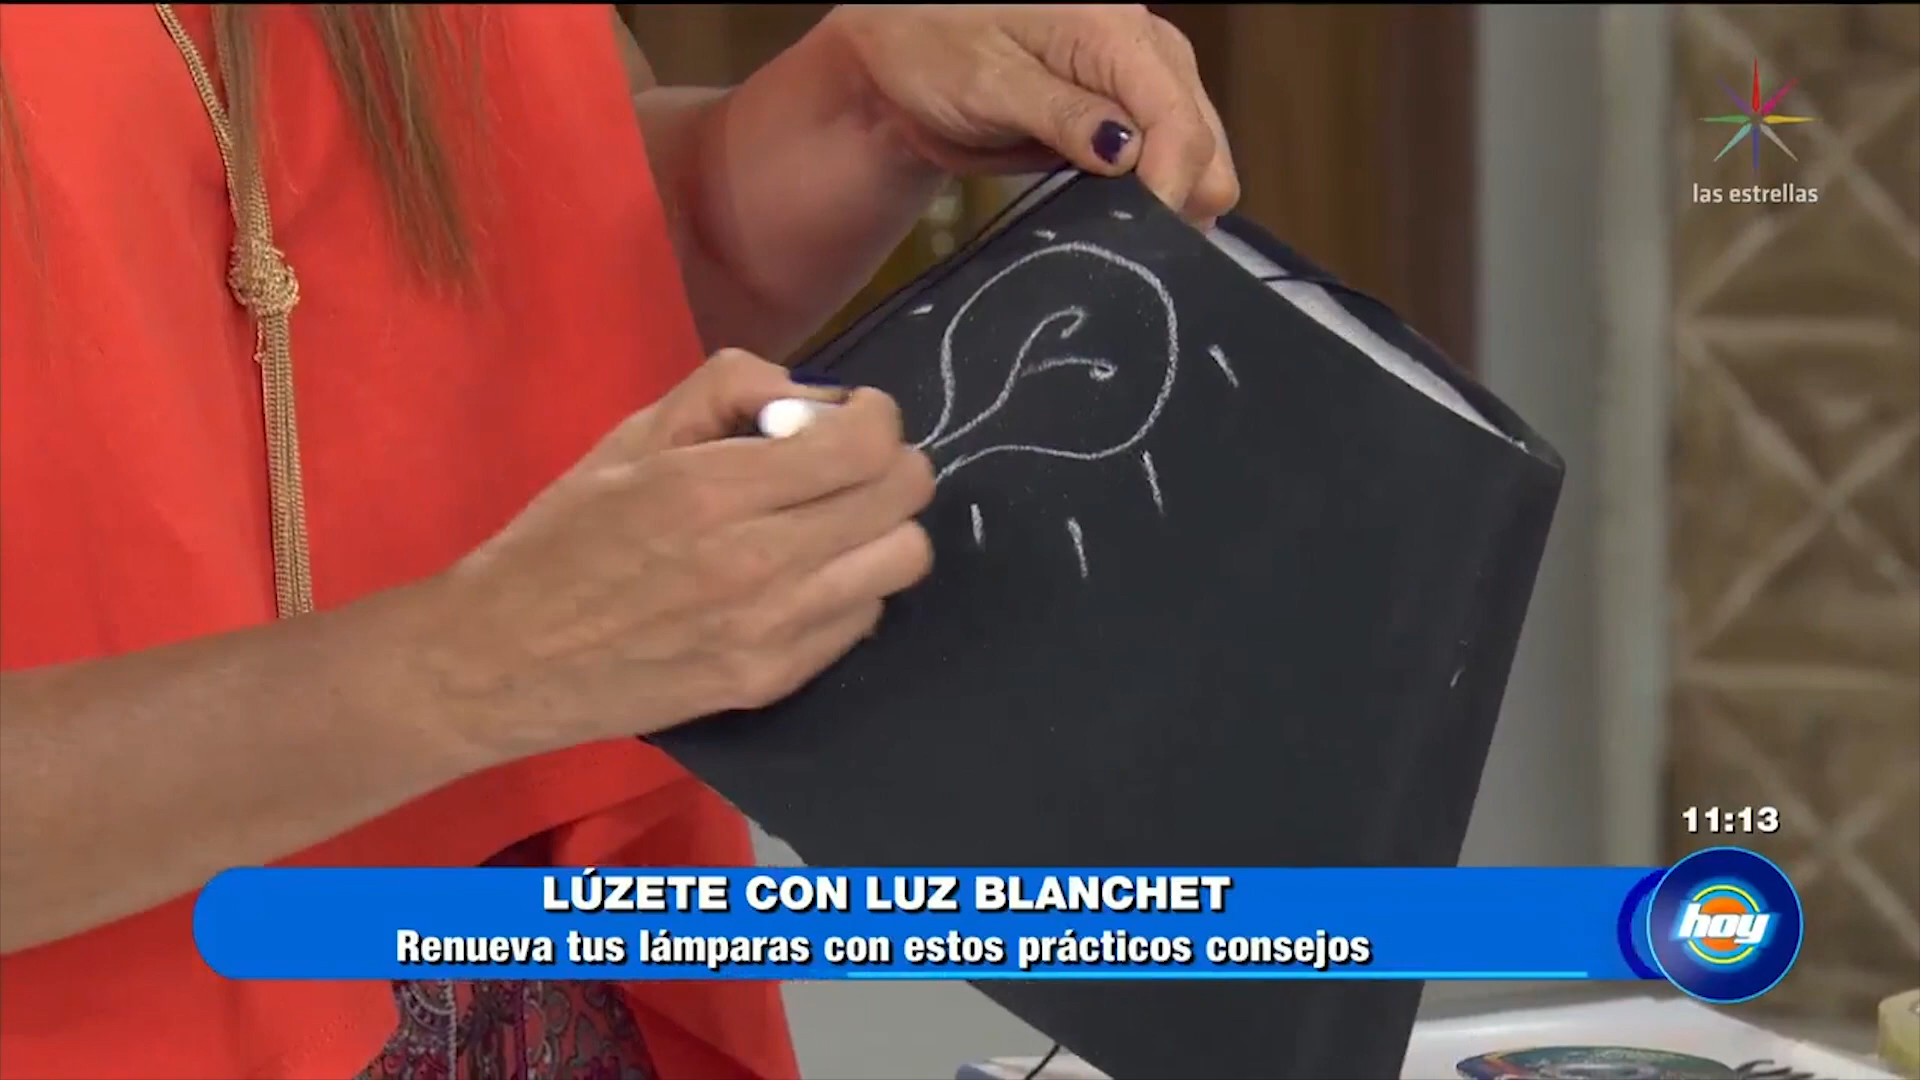 las estrellas
11:13
LÚZETE CON LUZ BLANCHET
Renueva tus lámparas con estos prácticos consejos
hoy